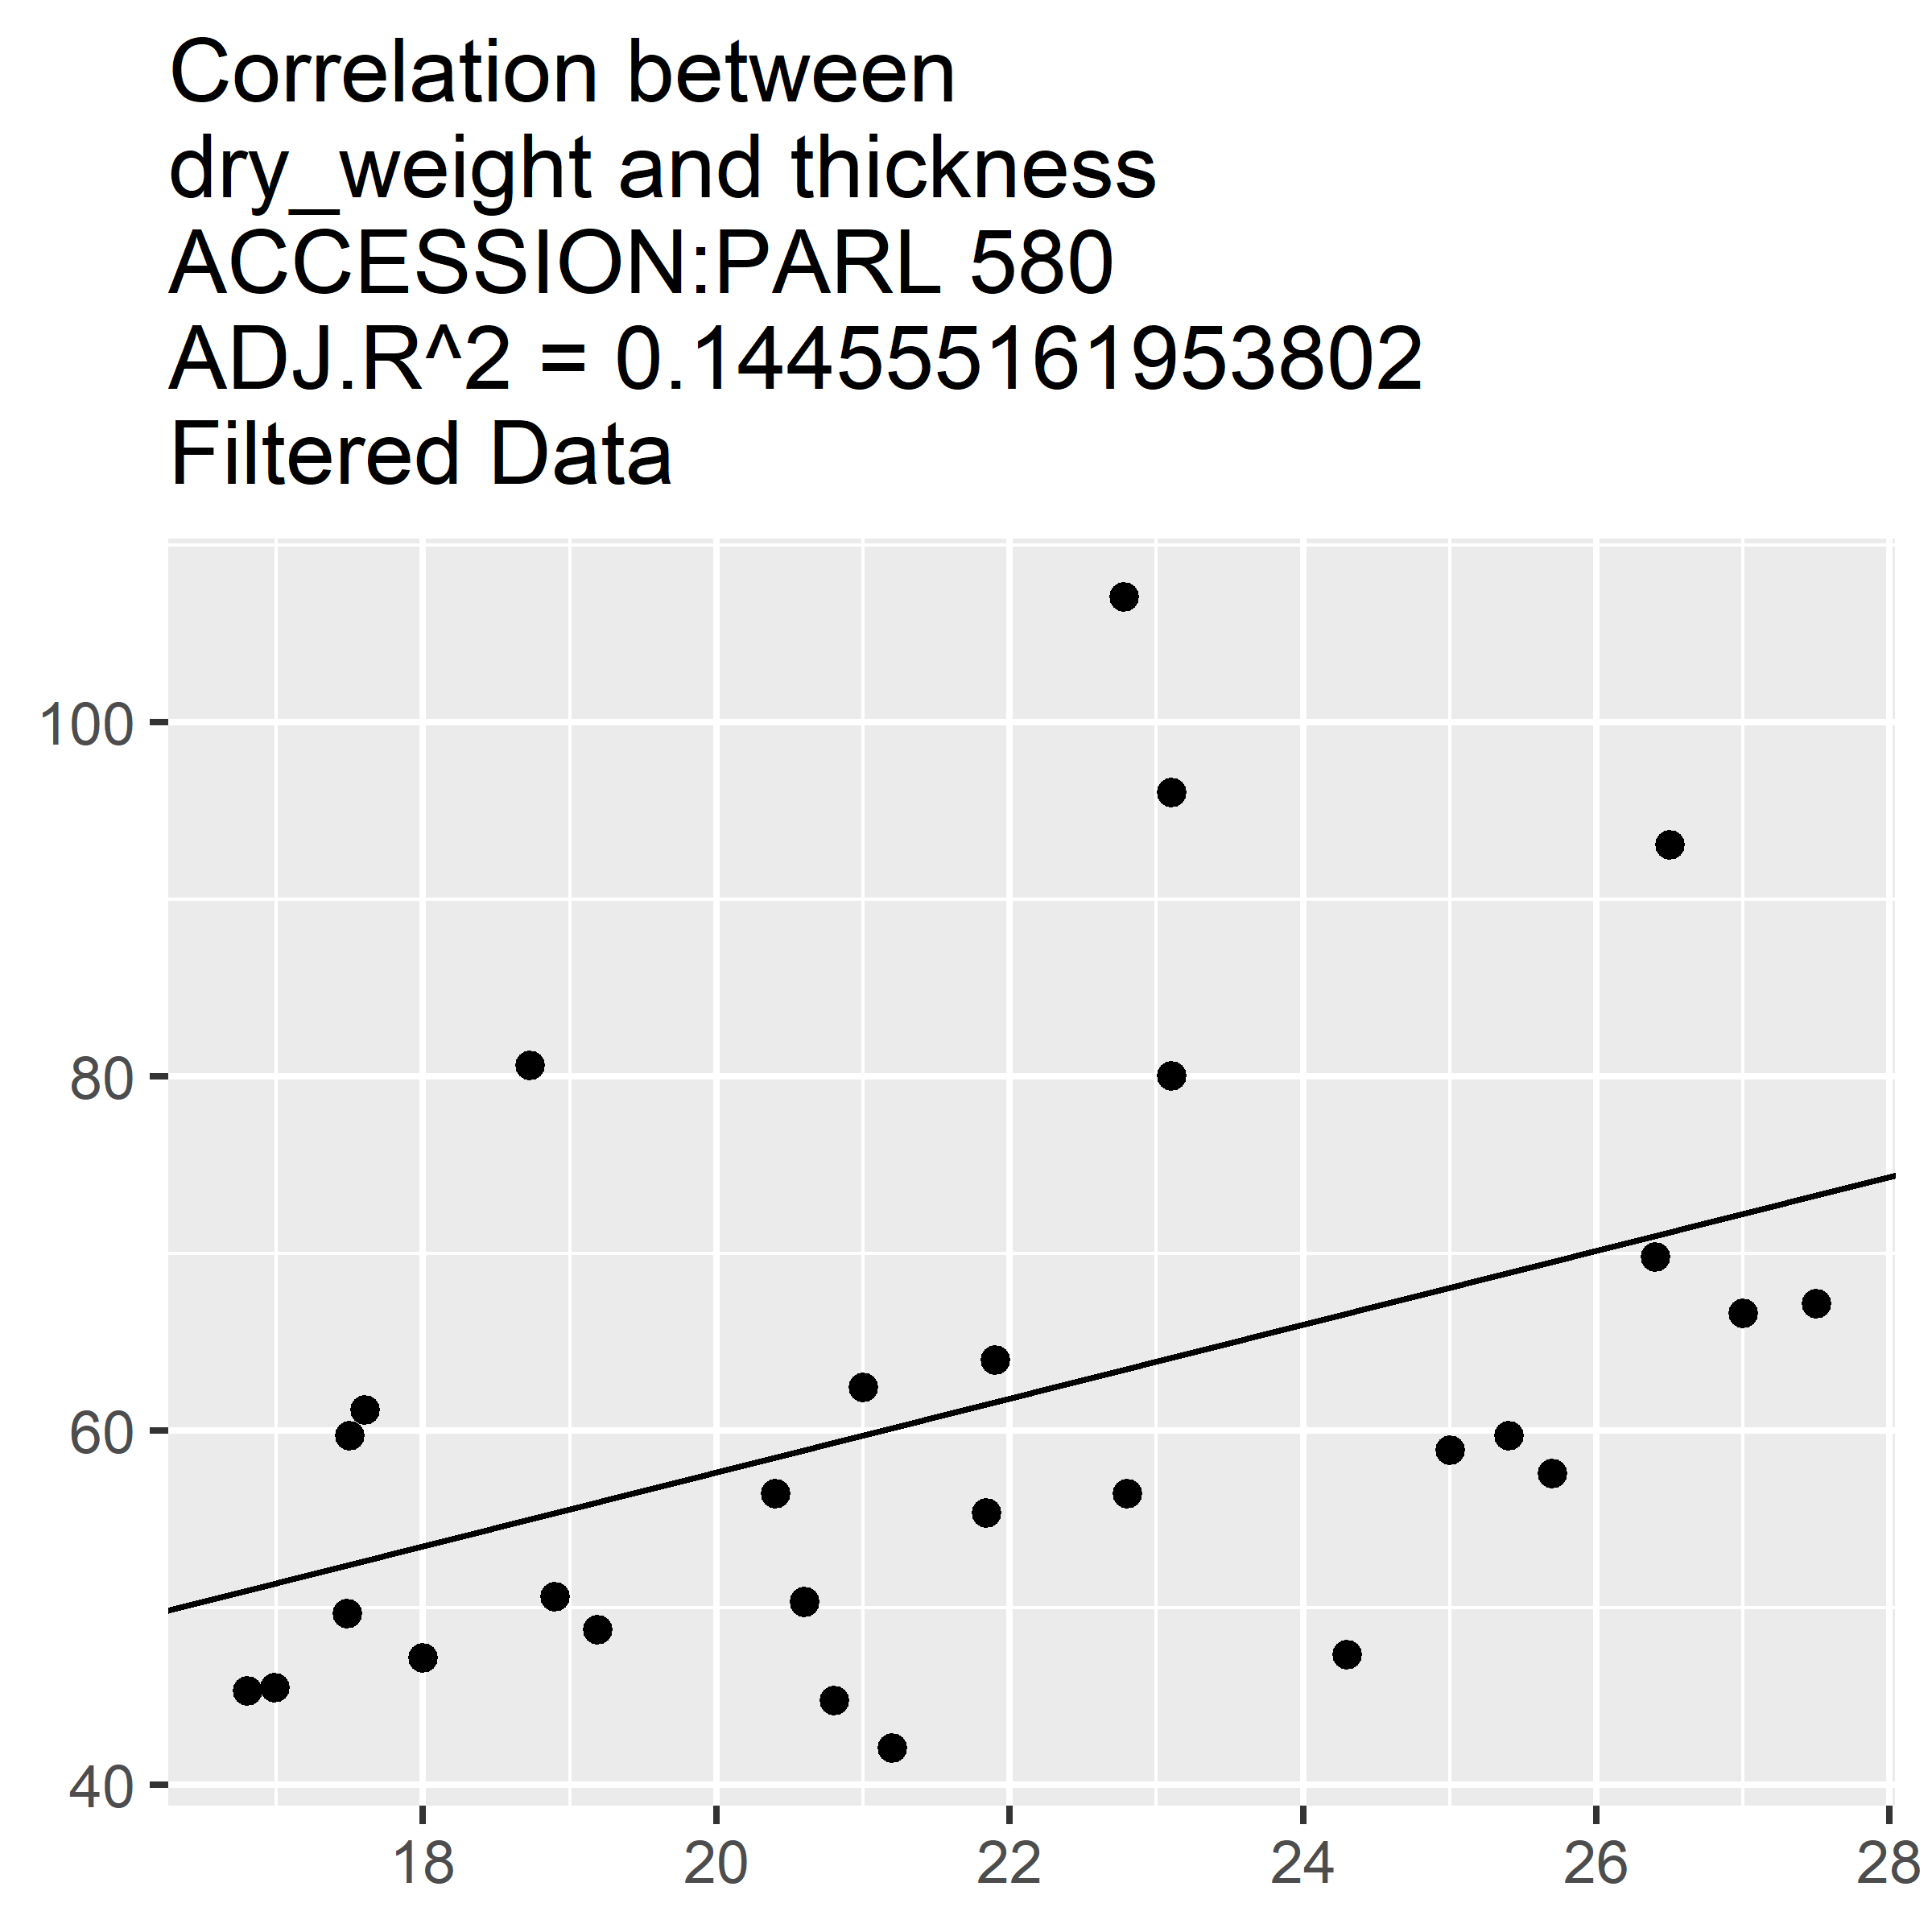 Correlation between
dry_weight and thickness
ACCESSION:PARL 580
ADJ.R^2 = 0.144555161953802
Filtered Data
100
80
60
40
18 20 22 24 26 28